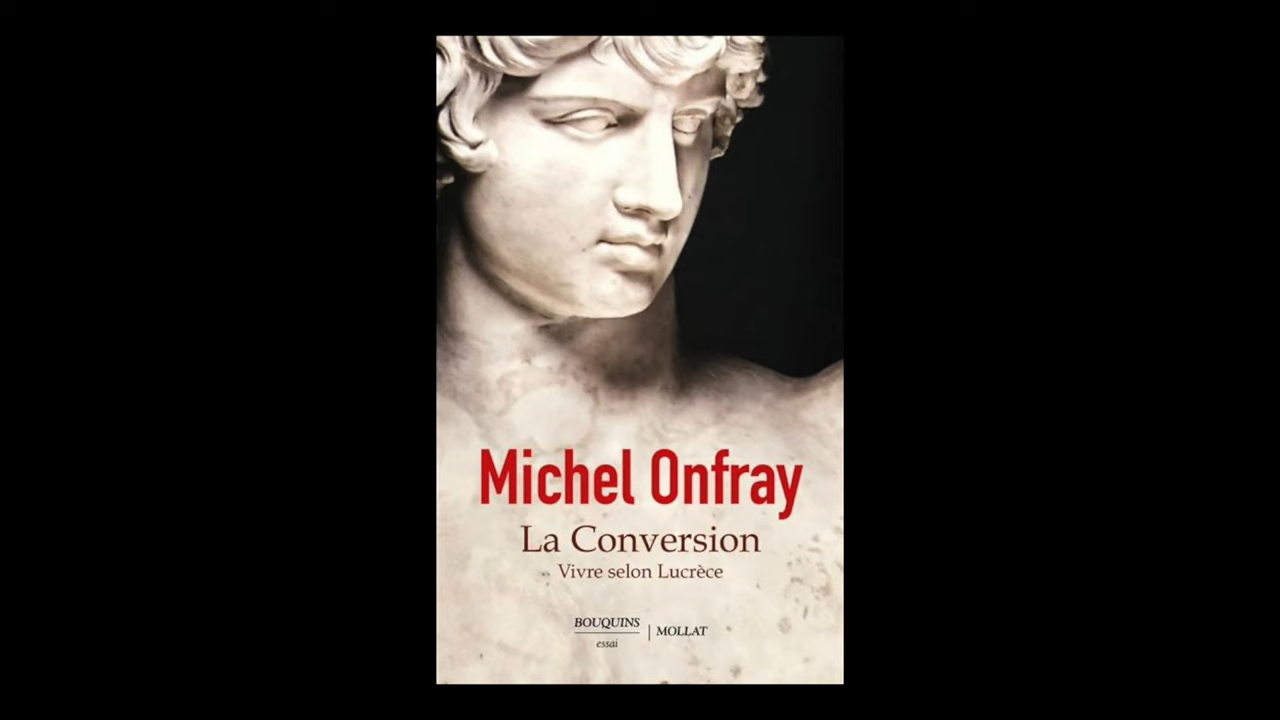 Michel Onfray
La Conversion
Vivre selon Lucrèce
BOUQUINS
essai
MOLLAT